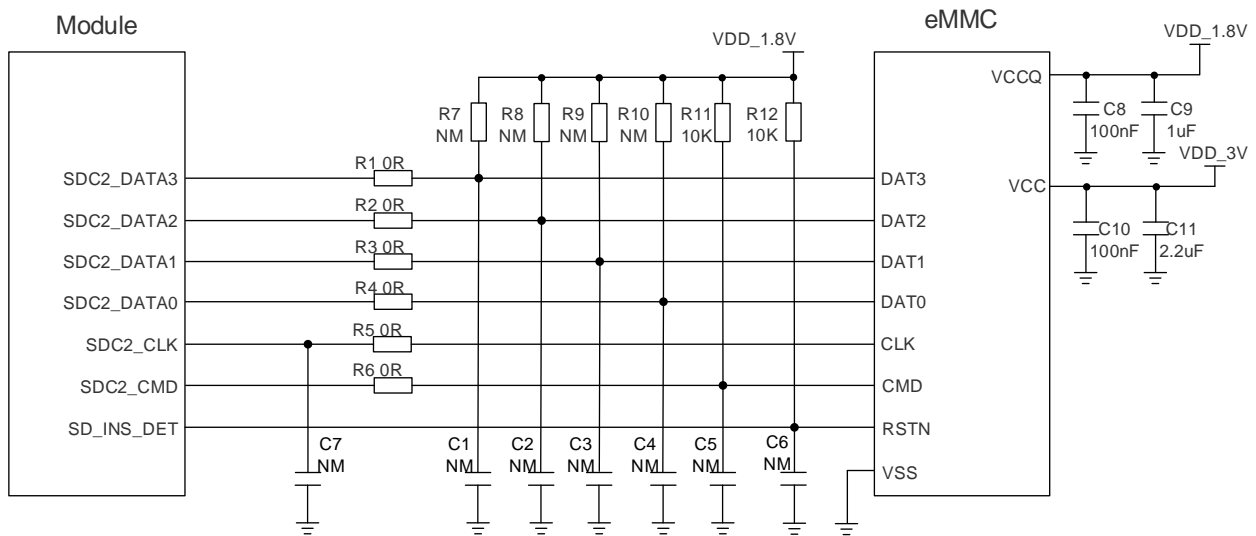 Module
eMMC
VDD_1.8V
VDD_1.8V
VCCQ
R7
NM
R8
NM
R9
NM
R10
NM
R11
10K
R12
10K
C8
100nF
C9
1uF
VDD_3V
VCC
C10
100nF
C11
2.2uF
SDC2_DATA3
R1 0R
DAT3
SDC2_DATA2
R2 0R
DAT2
SDC2_DATA1
R3 0R
DAT1
SDC2_DATA0
R4 0R
DAT0
SDC2_CLK
R5 0R
CLK
SDC2_CMD
R6 0R
CMD
SD_INS_DET
RSTN
C7
NM
C1
NM
C2
NM
C3
NM
C4
NM
C5
NM
C6
NM
VSS